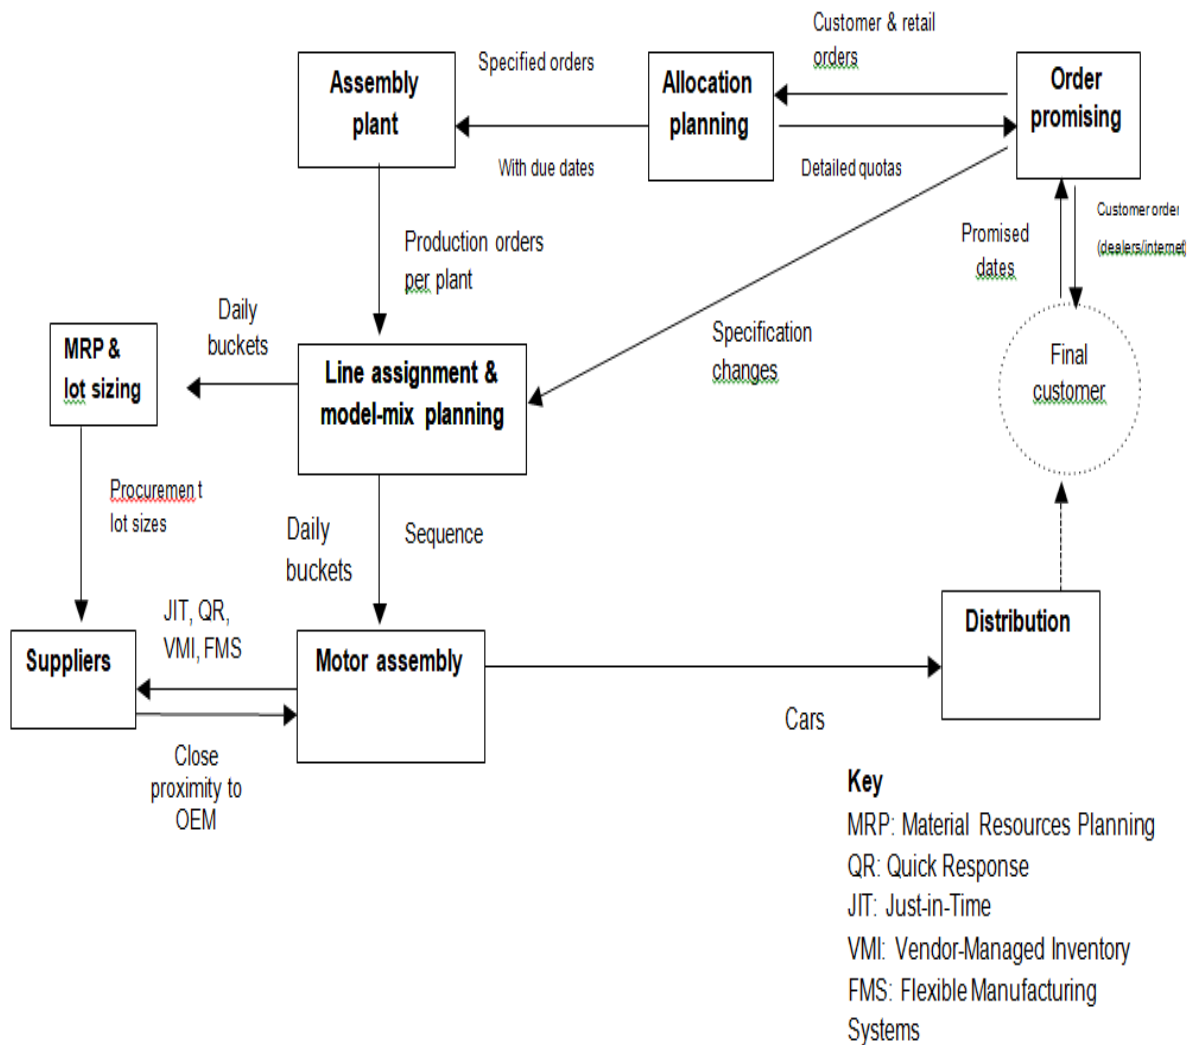 Customer & retail
orders
Specified orders
Assembly
plant
Allocation
planning
Order
promising
With due dates
Detailed quotas
Customer order
(dealers/internet)
Promised
dates
Production orders
per plant
Daily
buckets
Specification
changes
MRP &
lot sizing
Line assignment &
model-mix planning
Final
customer
Procuremen t
lot sizes
Daily
buckets
Sequence
JIT, QR,
VMI, FMS
Suppliers
Motor assembly
Distribution
Close
proximity to
OEM
Cars
Key
MRP: Material Resources Planning
QR: Quick Response
JIT: Just-in-Time
VMI: Vendor-Managed Inventory
FMS: Flexible Manufacturing
Systems